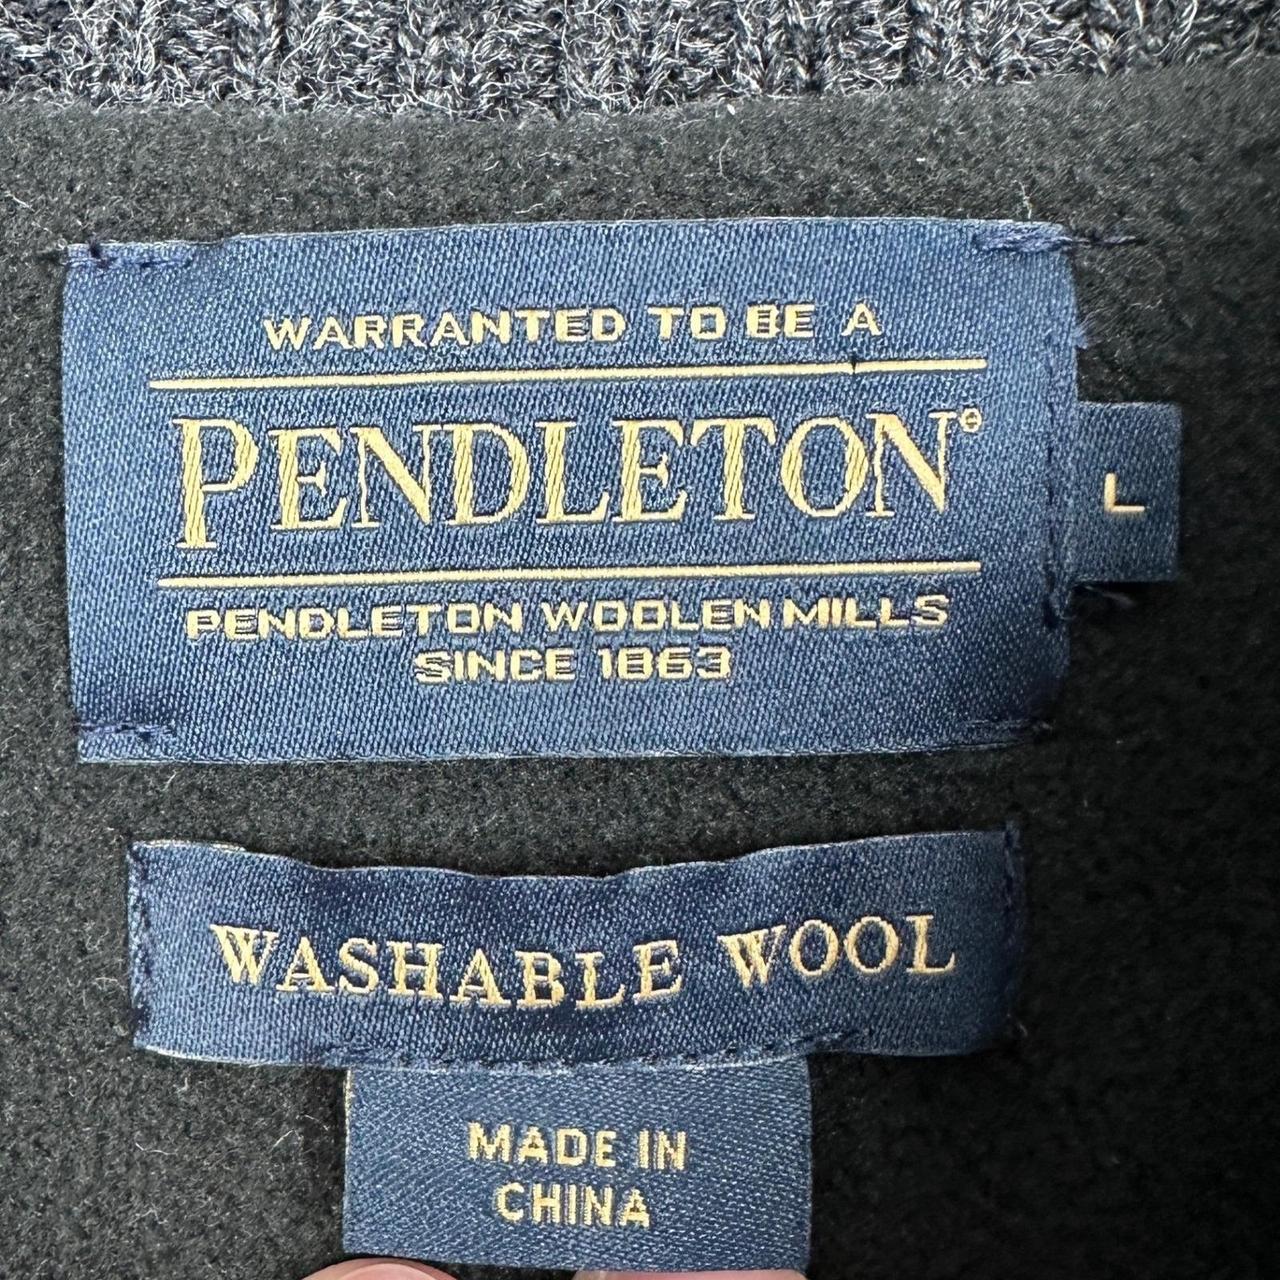 WARRANTED TO BE A
PENDLETON®
L
PENDLETON WOOLEN MILLS
SINCE 1863
WASHABLE WOOL
MADE IN
CHINA